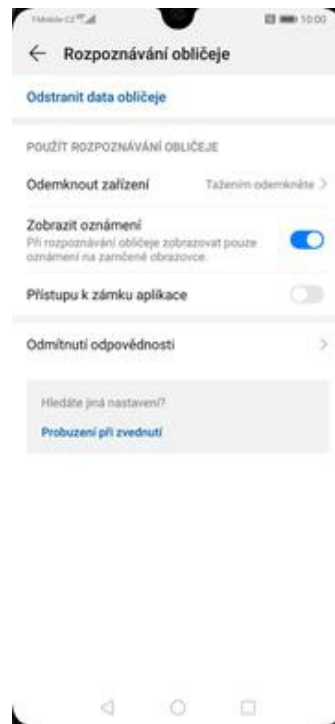 T-Mobile CZ
10:00
Rozpoznávání obličeje
Odstranit data obličeje
POUŽÍT ROZPOZNÁVÁNÍ OBLIČEJE
Odemknout zařízení
Tažením odemkněte
Zobrazit oznámení
Při rozpoznávání obličeje zobrazovat pouze
oznámení na zamčené obrazovce.
Přístupu k zámku aplikace
Odmítnutí odpovědnosti
Hledáte jiná nastavení?
Probuzení při zvednutí